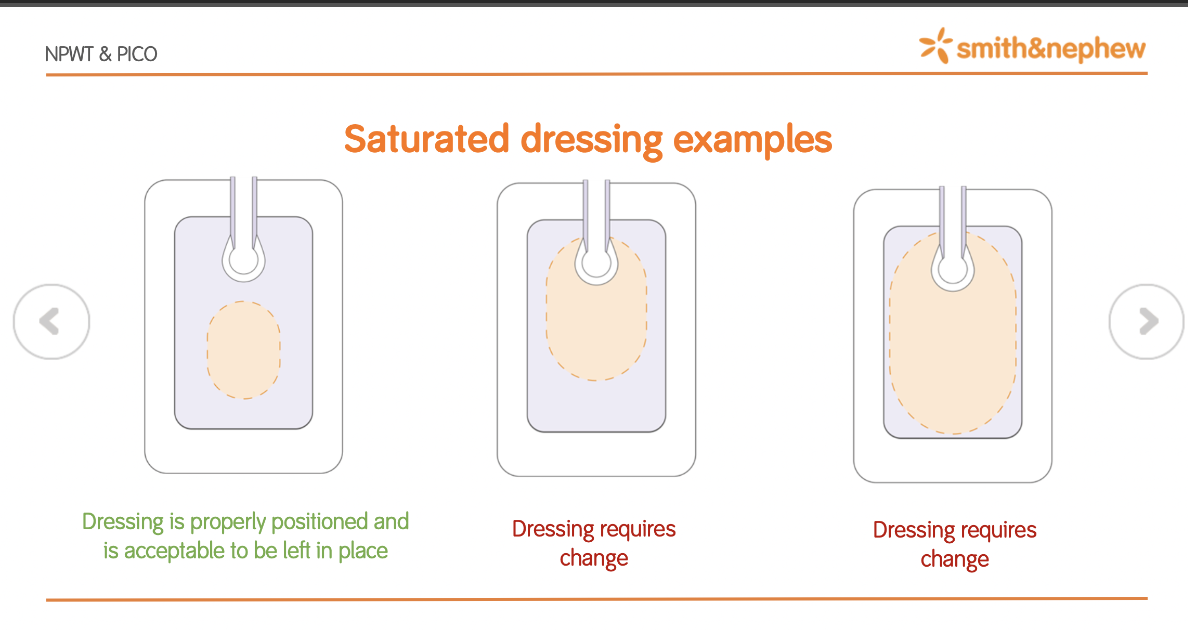 NPWT & PICO
smith&nephew
Saturated dressing examples
Dressing is properly positioned and
is acceptable to be left in place
Dressing requires
change
Dressing requires
change